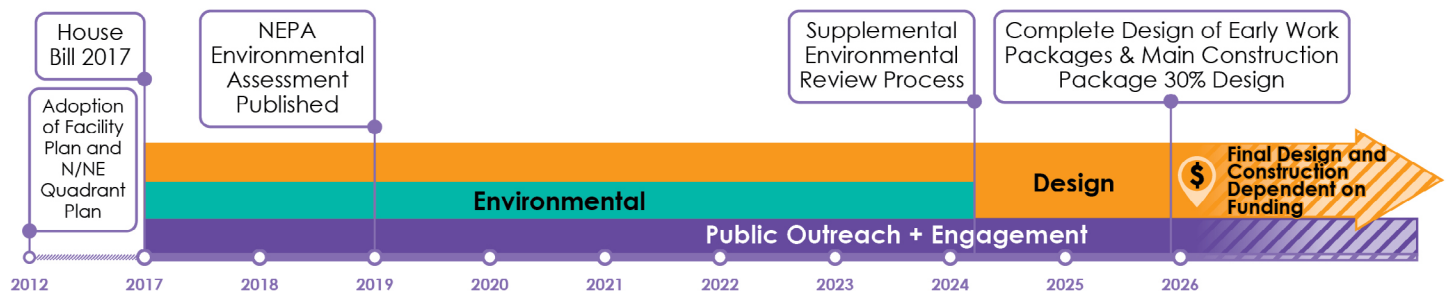 House
Bill 2017
NEPA
Environmental
Assessment
Published
Supplemental
Environmental
Review Process
Complete Design of Early Work
Packages & Main Construction
Package 30% Design
Adoption
of Facility
Plan and
N/NE
Quadrant
Plan
Environmental
Design
$
Final Design and
Construction
Dependent on
Funding
Public Outreach + Engagement
2012 2017 2018 2019 2020 2021 2022 2023 2024 2025 2026